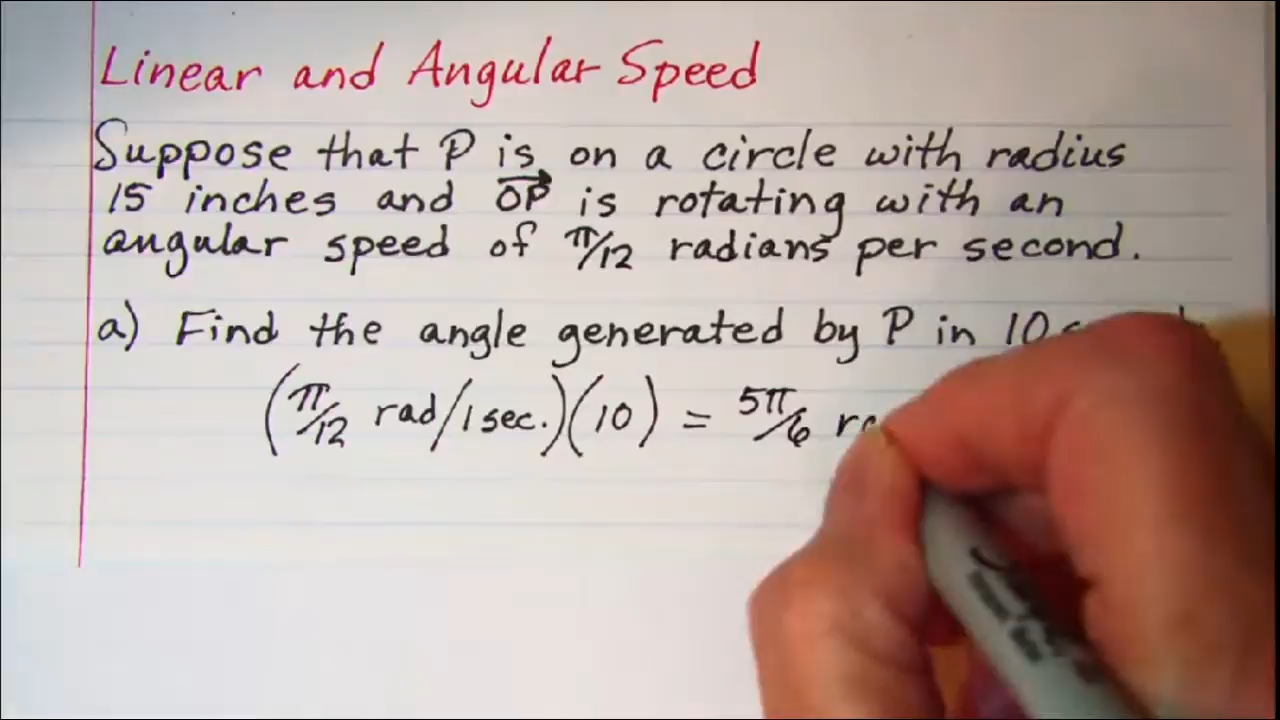 Linear and Angular Speed
Suppose that P is on a circle with radius
15 inches and OP is rotating with an
angular speed of π/12 radians per second.
a) Find the angle generated by P in 10
(π/12 rad/1sec.)(10) = 5π/6